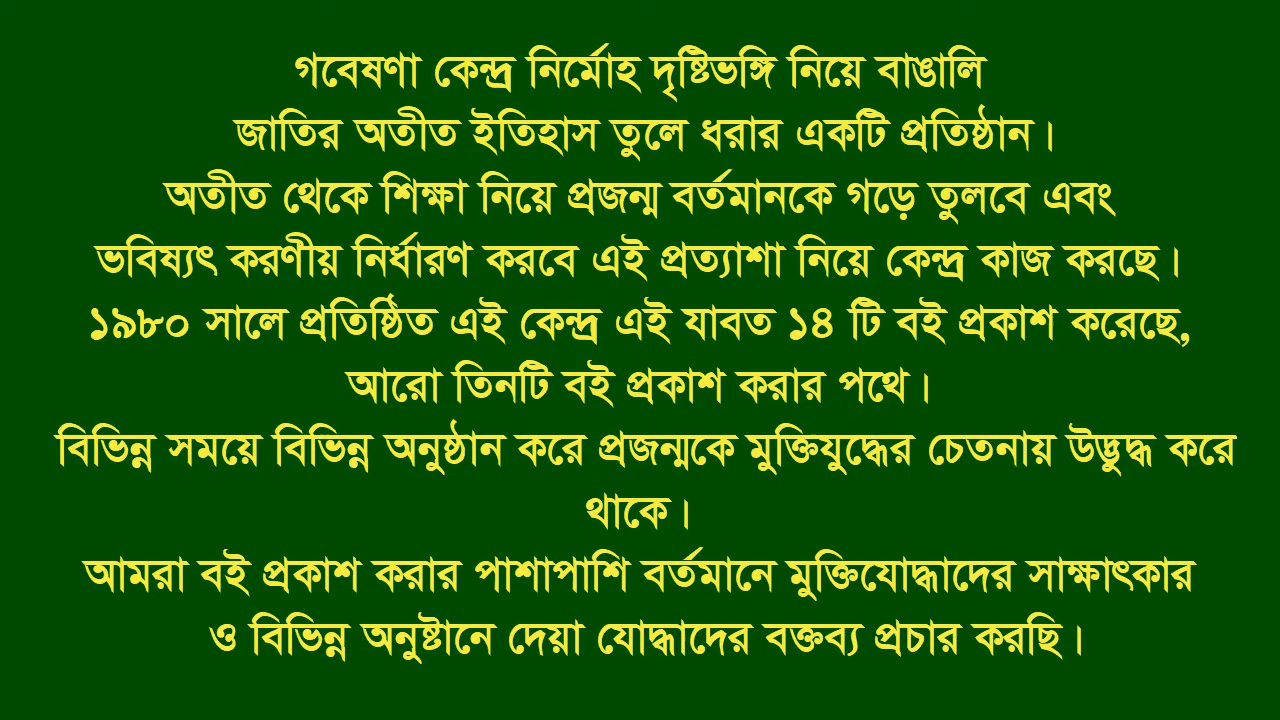 গবেষণা কেন্দ্র নির্মোহ দৃষ্টিভঙ্গি নিয়ে বাঙালি
জাতির অতীত ইতিহাস তুলে ধরার একটি প্রতিষ্ঠান।
অতীত থেকে শিক্ষা নিয়ে প্রজন্ম বর্তমানকে গড়ে তুলবে এবং
ভবিষ্যৎ করণীয় নির্ধারণ করবে এই প্রত্যাশা নিয়ে কেন্দ্র কাজ করছে।
১৯৮০ সালে প্রতিষ্ঠিত এই কেন্দ্র এই যাবত ১৪ টি বই প্রকাশ করেছে,
আরো তিনটি বই প্রকাশ করার পথে।
বিভিন্ন সময়ে বিভিন্ন অনুষ্ঠান করে প্রজন্মকে মুক্তিযুদ্ধের চেতনায় উদ্ভুদ্ধ করে
থাকে।
আমরা বই প্রকাশ করার পাশাপাশি বর্তমানে মুক্তিযোদ্ধাদের সাক্ষাৎকার
ও বিভিন্ন অনুষ্টানে দেয়া যোদ্ধাদের বক্তব্য প্রচার করছি।